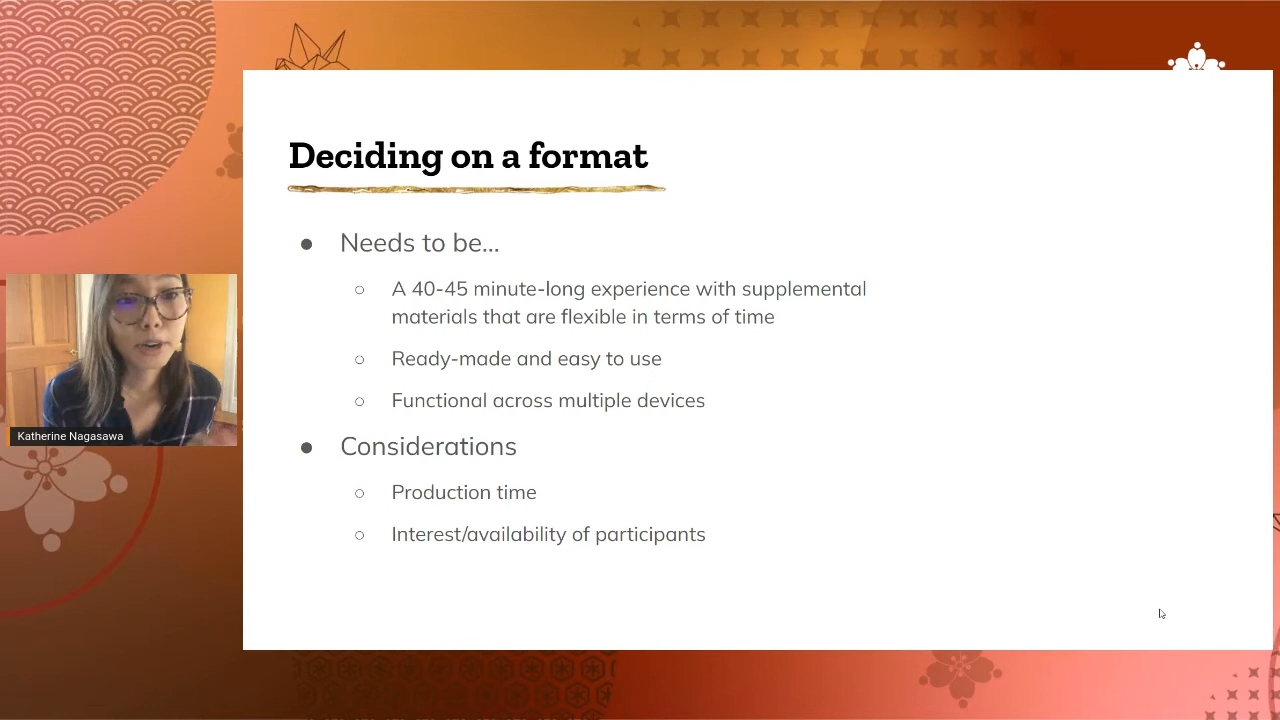 Deciding on a format
● Needs to be...
○ A 40-45 minute-long experience with supplemental
materials that are flexible in terms of time
○ Ready-made and easy to use
○ Functional across multiple devices
● Considerations
○ Production time
○ Interest/availability of participants
Katherine Nagasawa